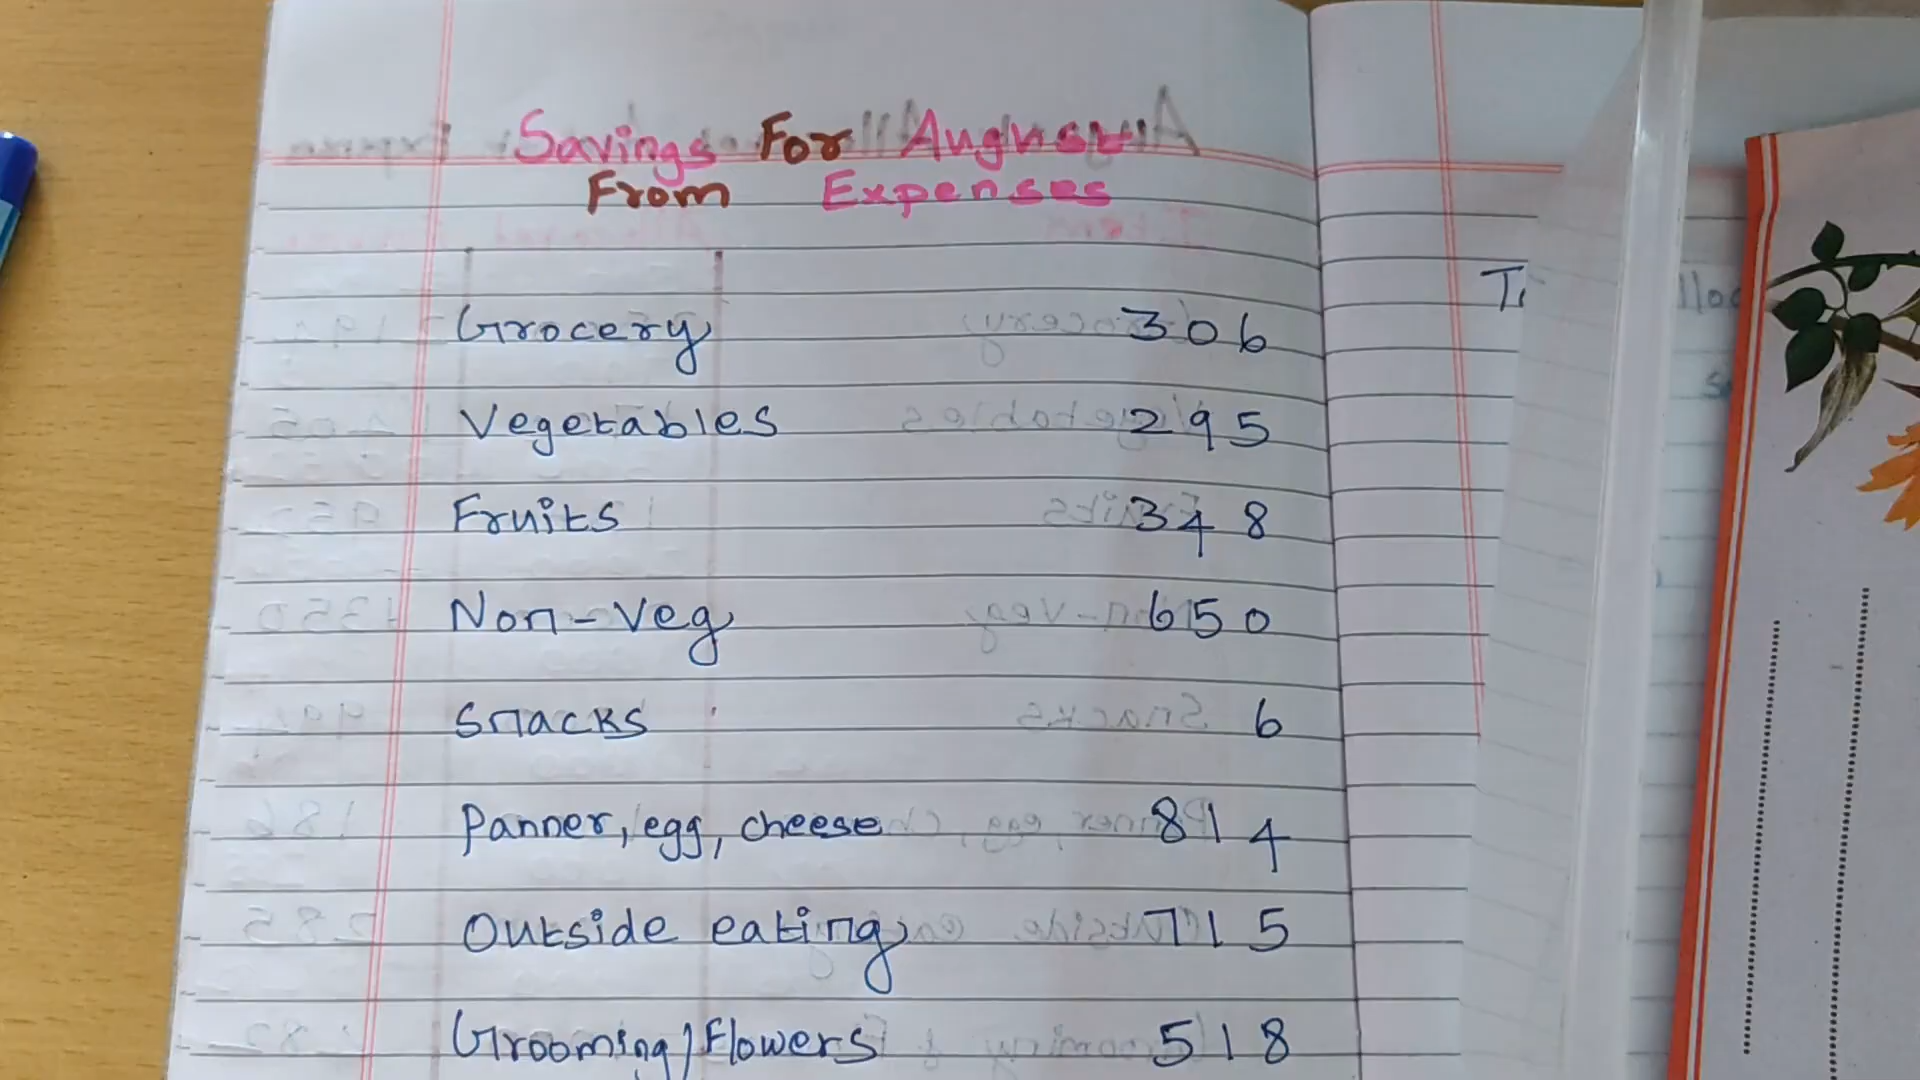 Savings For August
From Expenses
Grocery 306
Vegetables 295
Fruits 348
Non-Veg 650
Snacks 6
Panner, egg, cheese 814
Outside eating 715
Grooming/Flowers 518